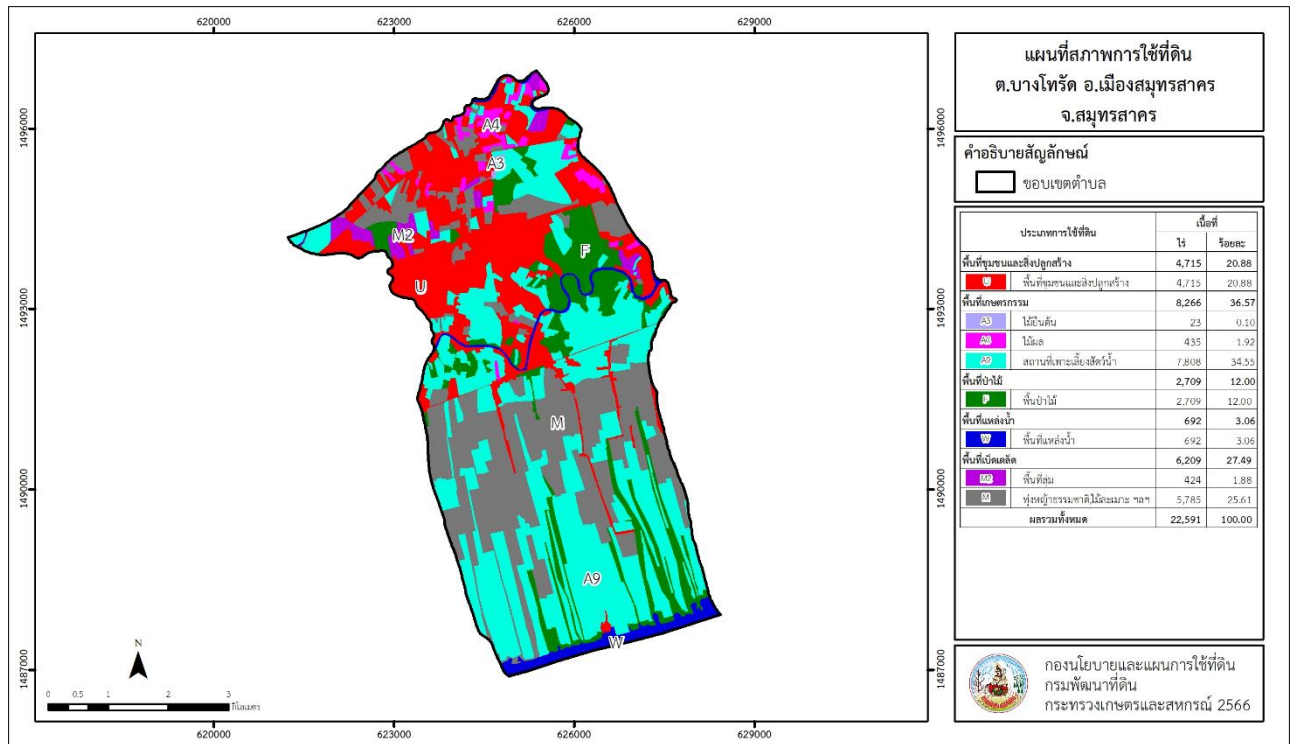 620000 623000 626000 629000
1496000 1496000
1493000 1493000
1490000 1490000
1487000 1487000
A4
A3
M2
F
U
M
A9
W
N
0 0.5 1 2 3
กิโลเมตร
620000 623000 626000 629000
แผนที่สภาพการใช้ที่ดิน
ต.บางโทรัด อ.เมืองสมุทรสาคร
จ.สมุทรสาคร
คำอธิบายสัญลักษณ์
ขอบเขตตำบล
ประเภทการใช้ที่ดิน เนื้อที่
ไร่ ร้อยละ
พื้นที่ชุมชนและสิ่งปลูกสร้าง 4,715 20.88
U พื้นที่ชุมชนและสิ่งปลูกสร้าง 4,715 20.88
พื้นที่เกษตรกรรม 8,266 36.57
A3 ไม้ยืนต้น 23 0.10
A4 ไม้ผล 435 1.92
A9 สถานที่เพาะเลี้ยงสัตว์น้ำ 7,808 34.55
พื้นที่ป่าไม้ 2,709 12.00
F พื้นป่าไม้ 2,709 12.00
พื้นที่แหล่งน้ำ 692 3.06
W พื้นที่แหล่งน้ำ 692 3.06
พื้นที่เบ็ดเตล็ด 6,209 27.49
M2 พื้นที่ลุ่ม 424 1.88
M ทุ่งหญ้าธรรมชาติ,ไม้ละเมาะ ฯลฯ 5,785 25.61
ผลรวมทั้งหมด 22,591 100.00
กองนโยบายและแผนการใช้ที่ดิน
กรมพัฒนาที่ดิน
กระทรวงเกษตรและสหกรณ์ 2566